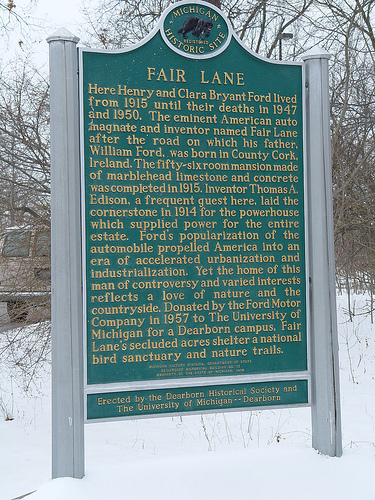 MICHIGAN
REGISTERED
HISTORIC SITE
FAIR LANE
Here Henry and Clara Bryant Ford lived
from 1915 until their deaths in 1947
and 1950. The eminent American auto
magnate and inventor named Fair Lane
after the road on which his father,
William Ford, was born in County Cork,
Ireland. The fifty-six room mansion made
of marblehead limestone and concrete
was completed in 1915. Inventor Thomas A.
Edison, a frequent guest here, laid the
cornerstone in 1914 for the powerhouse
which supplied power for the entire
estate. Ford's popularization of the
automobile propelled America into an
era of accelerated urbanization and
industrialization. Yet the home of this
man of controversy and varied interests
reflects a love of nature and the
countryside. Donated by the Ford Motor
Company in 1957 to The University of
Michigan for a Dearborn campus, Fair
Lane's secluded acres shelter a national
bird sanctuary and nature trails.
MICHIGAN HISTORY DIVISION, DEPARTMENT OF STATE
Erected by the Dearborn Historical Society and
The University of Michigan--Dearborn